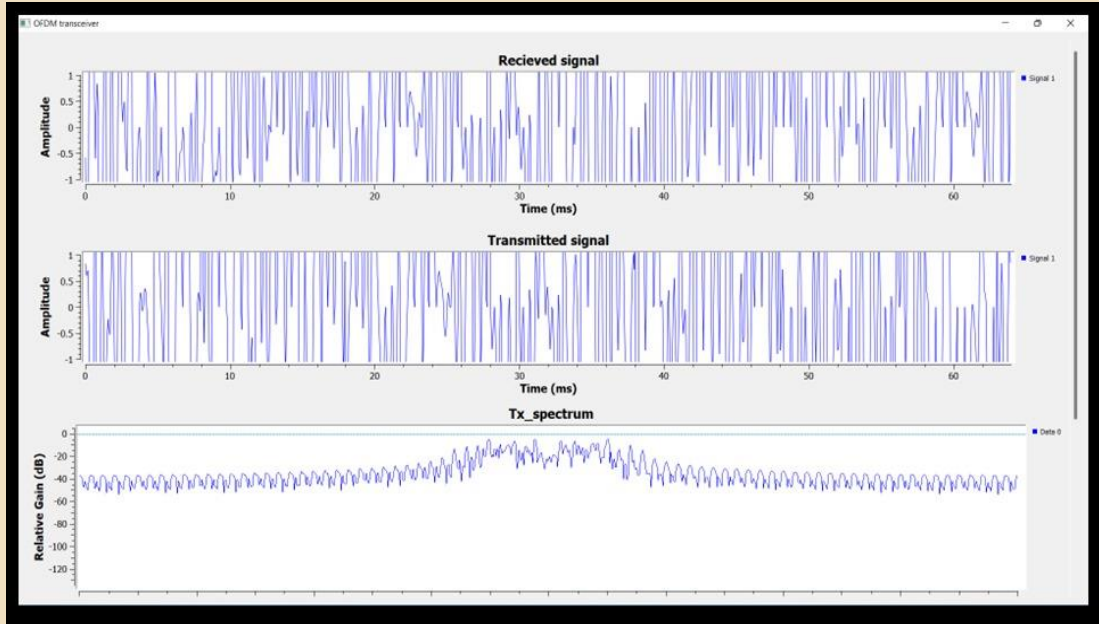 OFDM transceiver
Recieved signal
Amplitude
1
0.5
0
-0.5
-1
0 10 20 30 40 50 60
Time (ms)
Signal 1
Transmitted signal
Amplitude
1
0.5
0
-0.5
-1
0 10 20 30 40 50 60
Time (ms)
Signal 1
Tx_spectrum
Relative Gain (dB)
0
-20
-40
-60
-80
-100
-120
Data 0